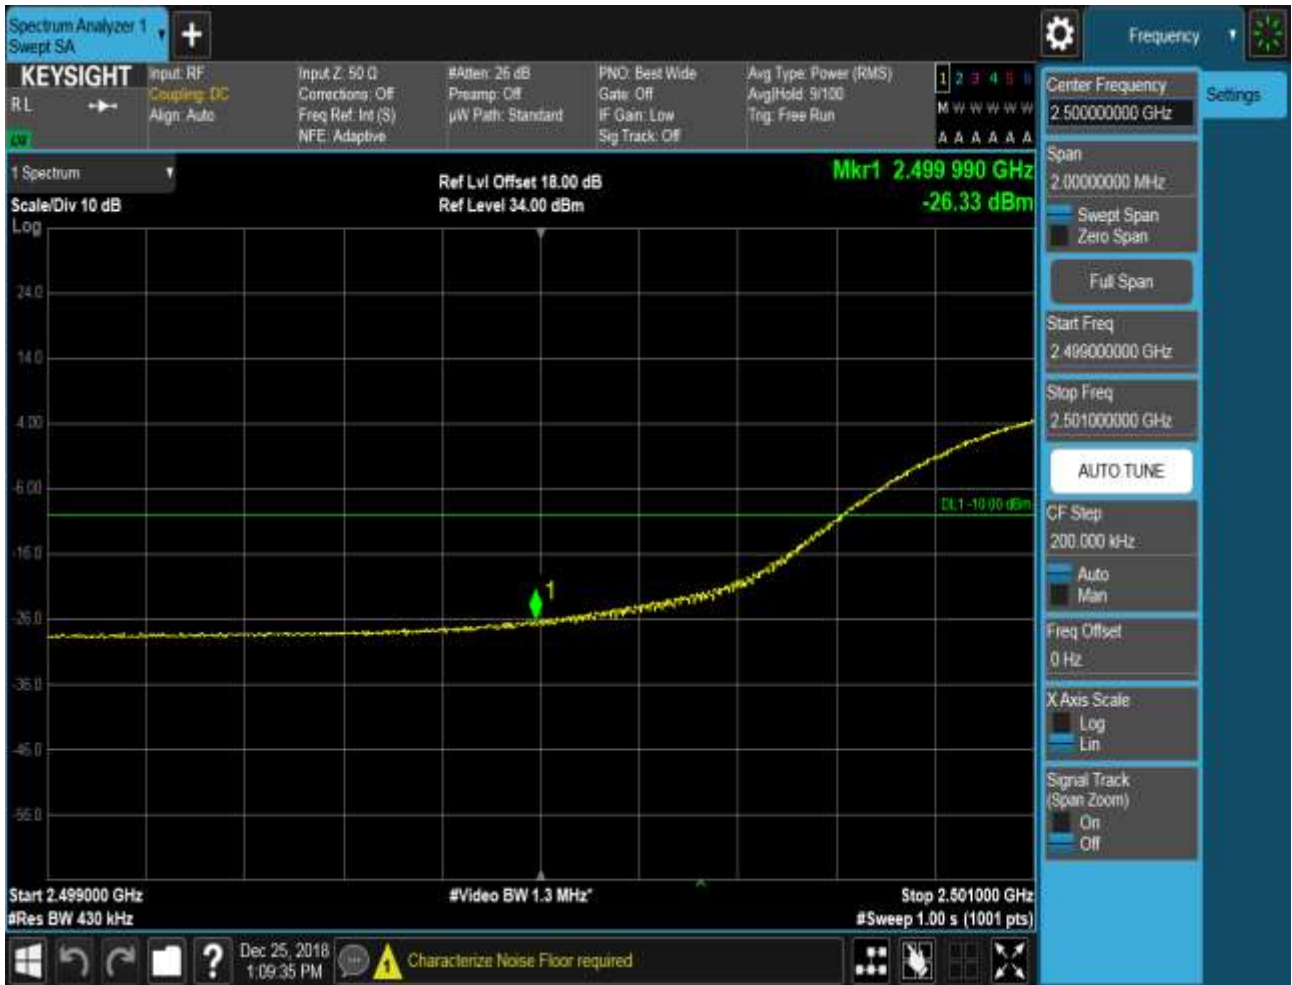 Spectrum Analyzer 1
Swept SA
Frequency
KEYSIGHT
RL
Input: RF
Coupling: DC
Align: Auto
Input Z: 50 Ω
Corrections: Off
Freq Ref: Int (S)
NFE: Adaptive
#Atten: 26 dB
Preamp: Off
µW Path: Standard
PNO: Best Wide
Gate: Off
IF Gain: Low
Sig Track: Off
Avg Type: Power (RMS)
Avg|Hold: 9/100
Trig: Free Run
1 2 3 4 5 6
M W W W W W
A A A A A A
1 Spectrum
Scale/Div 10 dB
Log
Ref Lvl Offset 18.00 dB
Ref Level 34.00 dBm
Mkr1 2.499 990 GHz
-26.33 dBm
24.0
14.0
4.00
-6.00
-16.0
-26.0
-36.0
-46.0
-56.0
DL1 -10.00 dBm
1
Start 2.499000 GHz
#Res BW 430 kHz
#Video BW 1.3 MHz*
Stop 2.501000 GHz
#Sweep 1.00 s (1001 pts)
Center Frequency
2.500000000 GHz
Settings
Span
2.00000000 MHz
Swept Span
Zero Span
Full Span
Start Freq
2.499000000 GHz
Stop Freq
2.501000000 GHz
AUTO TUNE
CF Step
200.000 kHz
Auto
Man
Freq Offset
0 Hz
X Axis Scale
Log
Lin
Signal Track
(Span Zoom)
On
Off
?
Dec 25, 2018
1:09:35 PM
1
Characterize Noise Floor required